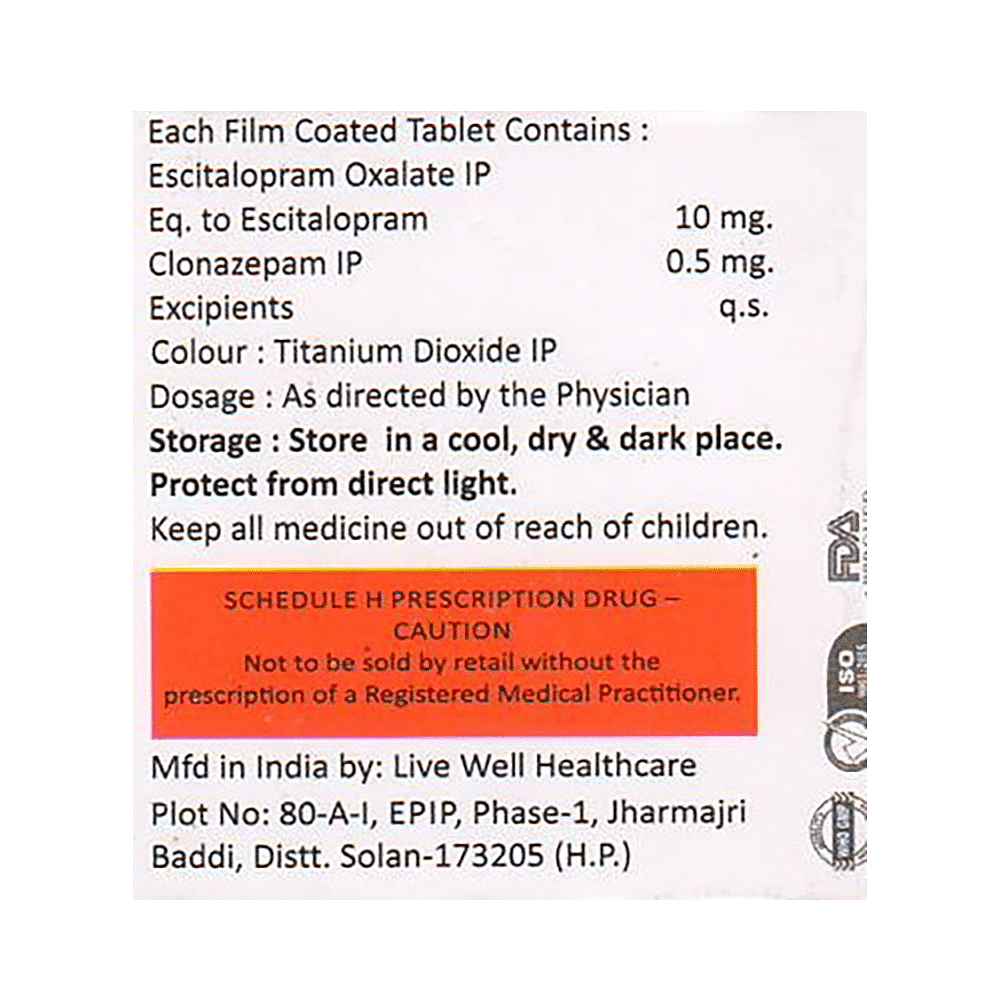 Each Film Coated Tablet Contains :
Escitalopram Oxalate IP
Eq. to Escitalopram 10 mg.
Clonazepam IP 0.5 mg.
Excipients q.s.
Colour : Titanium Dioxide IP
Dosage : As directed by the Physician
Storage : Store in a cool, dry & dark place.
Protect from direct light.
Keep all medicine out of reach of children.
SCHEDULE H PRESCRIPTION DRUG –
CAUTION
Not to be sold by retail without the
prescription of a Registered Medical Practitioner.
Mfd in India by: Live Well Healthcare
Plot No: 80-A-I, EPIP, Phase-1, Jharmajri
Baddi, Distt. Solan-173205 (H.P.)
FDA
ISO